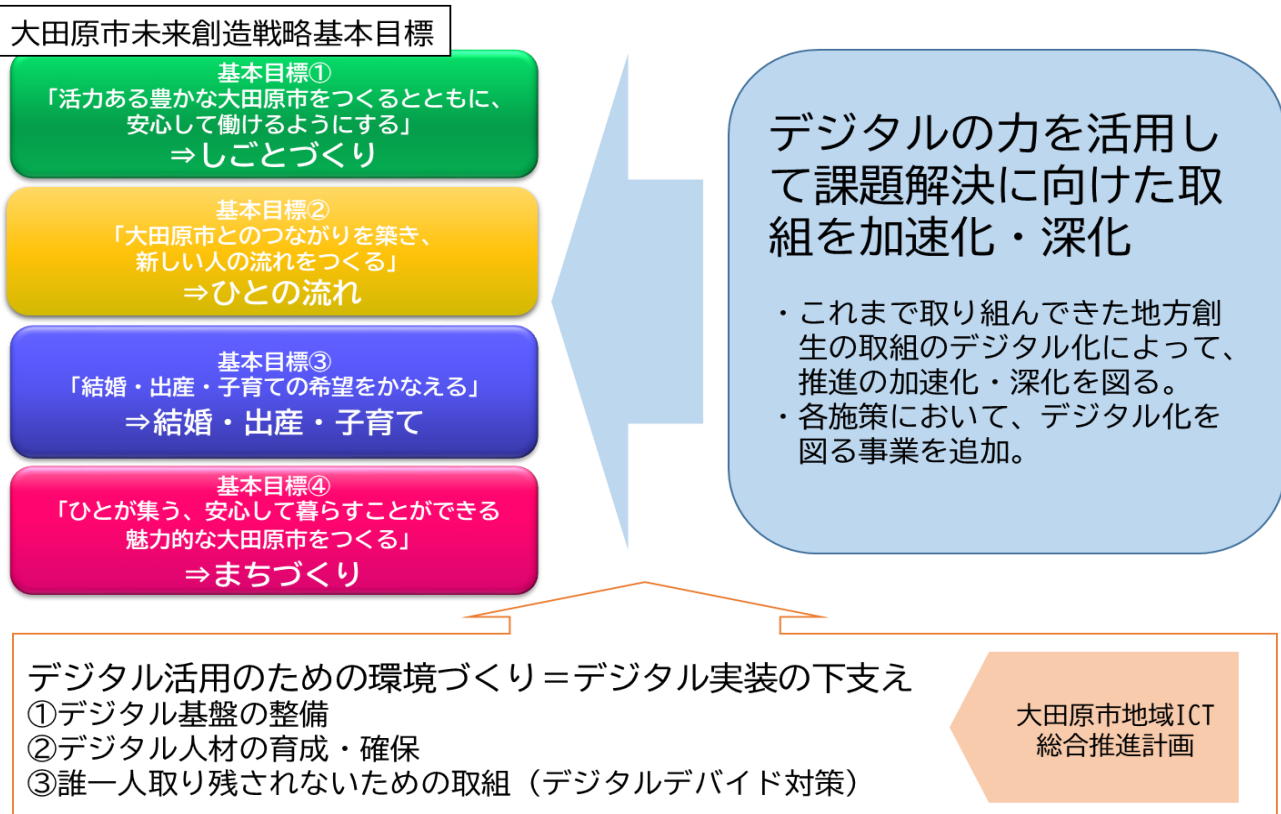 大田原市未来創造戦略基本目標
基本目標①
「活力ある豊かな大田原市をつくるとともに、
安心して働けるようにする」
⇒しごとづくり
基本目標②
「大田原市とのつながりを築き、
新しい人の流れをつくる」
⇒ひとの流れ
基本目標③
「結婚・出産・子育ての希望をかなえる」
⇒結婚・出産・子育て
基本目標④
「ひとが集う、安心して暮らすことができる
魅力的な大田原市をつくる」
⇒まちづくり
デジタルの力を活用し
て課題解決に向けた取
組を加速化・深化
・これまで取り組んできた地方創
生の取組のデジタル化によって、
推進の加速化・深化を図る。
・各施策において、デジタル化を
図る事業を追加。
デジタル活用のための環境づくり＝デジタル実装の下支え
①デジタル基盤の整備
②デジタル人材の育成・確保
③誰一人取り残されないための取組（デジタルデバイド対策）
大田原市地域ICT
総合推進計画